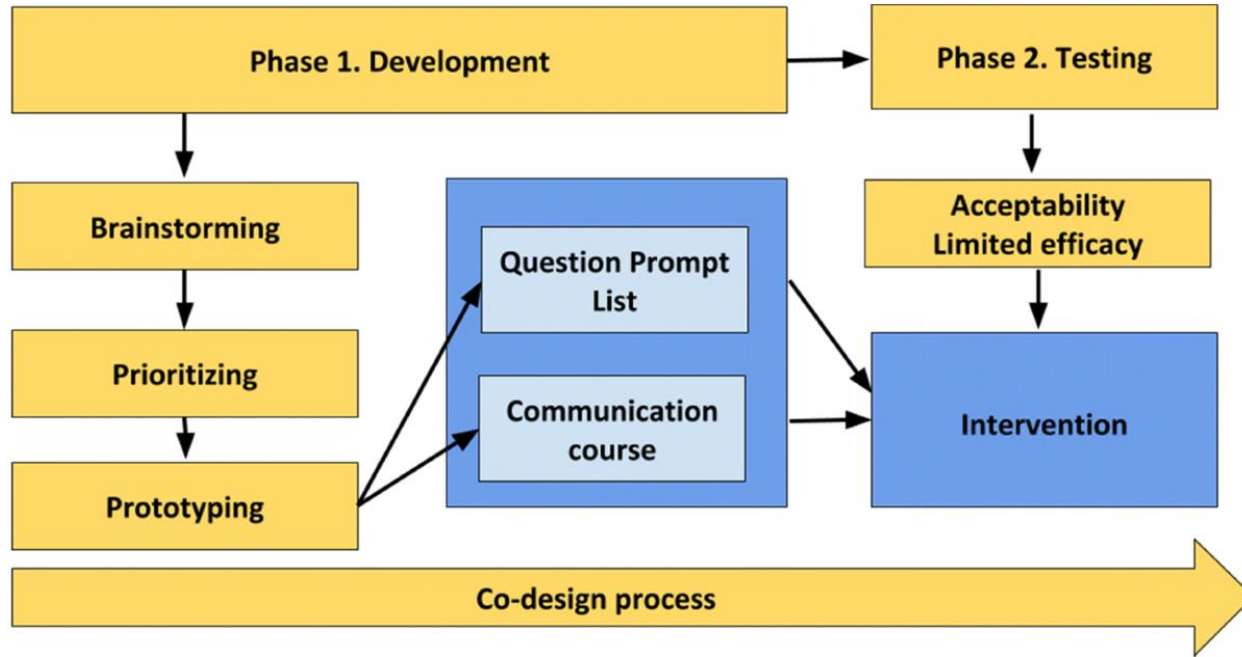 Phase 1. Development
Phase 2. Testing
Brainstorming
Prioritizing
Prototyping
Question Prompt
List
Communication
course
Acceptability
Limited efficacy
Intervention
Co-design process